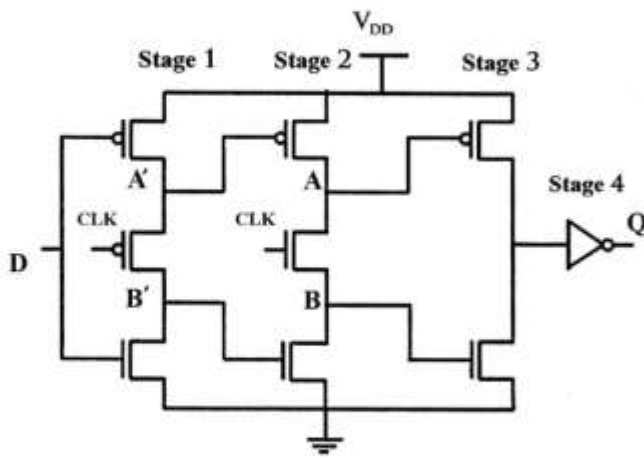 V_DD
Stage 1
Stage 2
Stage 3
A'
A
Stage 4
CLK
CLK
Q
D
B'
B